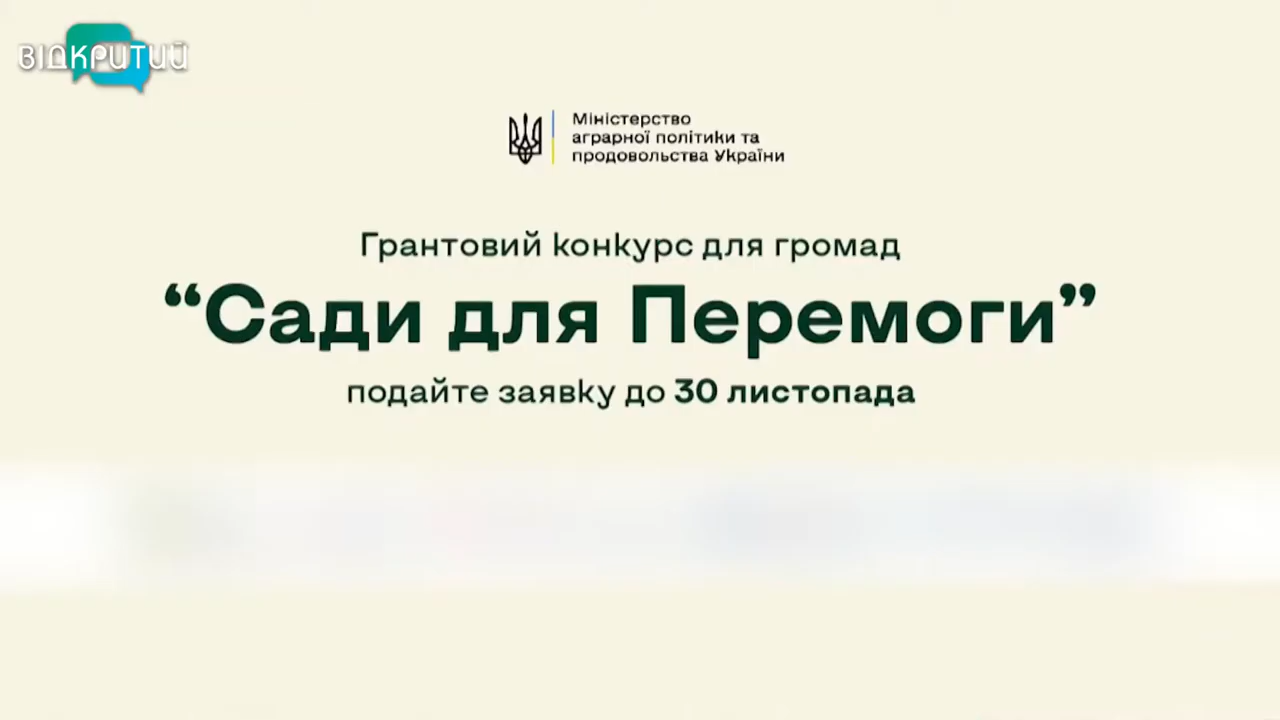 ВІДКРИТИЙ
Міністерство
аграрної політики та
продовольства України
Грантовий конкурс для громад
“Сади для Перемоги”
подайте заявку до 30 листопада